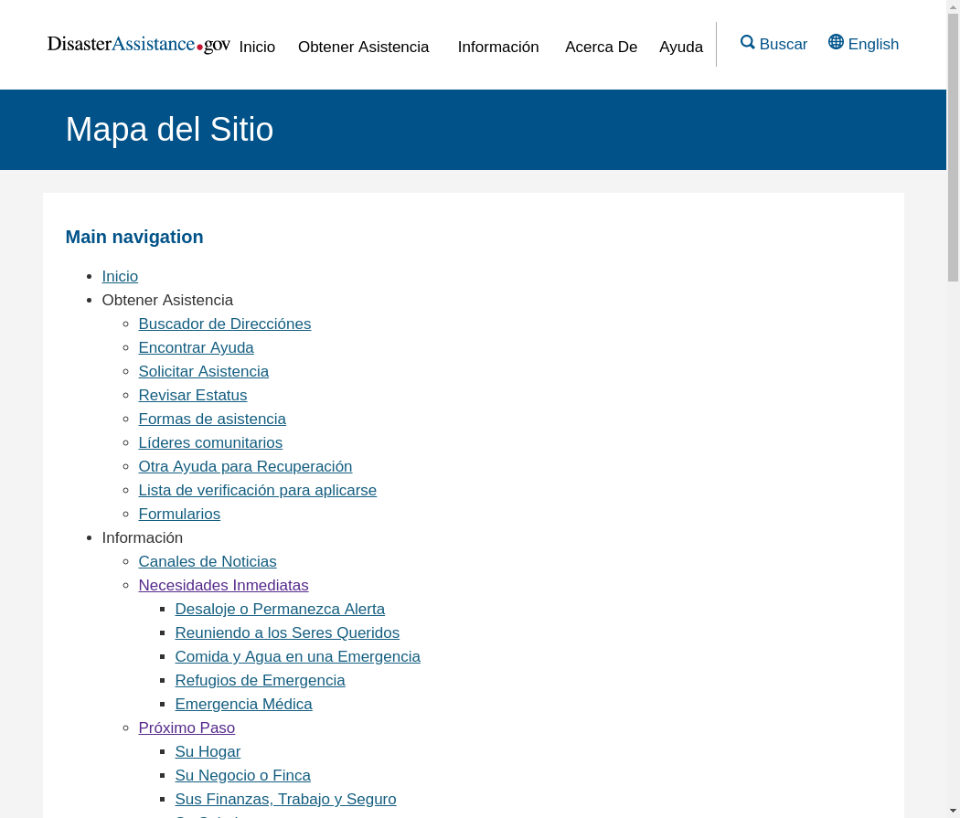 DisasterAssistance.gov Inicio Obtener Asistencia Información Acerca De Ayuda Buscar English
Mapa del Sitio
Main navigation
Inicio
Obtener Asistencia
Buscador de Direcciónes
Encontrar Ayuda
Solicitar Asistencia
Revisar Estatus
Formas de asistencia
Líderes comunitarios
Otra Ayuda para Recuperación
Lista de verificación para aplicarse
Formularios
Información
Canales de Noticias
Necesidades Inmediatas
Desaloje o Permanezca Alerta
Reuniendo a los Seres Queridos
Comida y Agua en una Emergencia
Refugios de Emergencia
Emergencia Médica
Próximo Paso
Su Hogar
Su Negocio o Finca
Sus Finanzas, Trabajo y Seguro